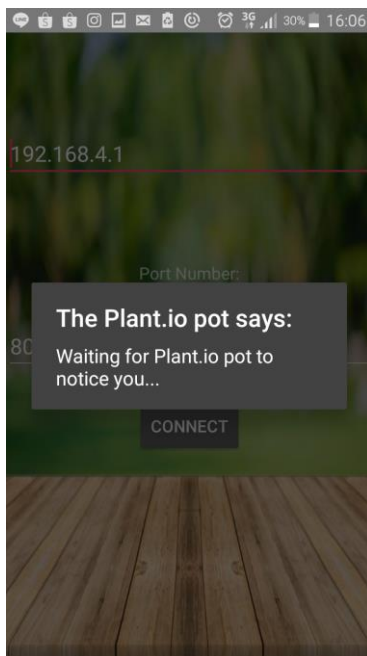 3G 30% 16:06
192.168.4.1
Port Number:
The Plant.io pot says:
80
Waiting for Plant.io pot to
notice you...
CONNECT